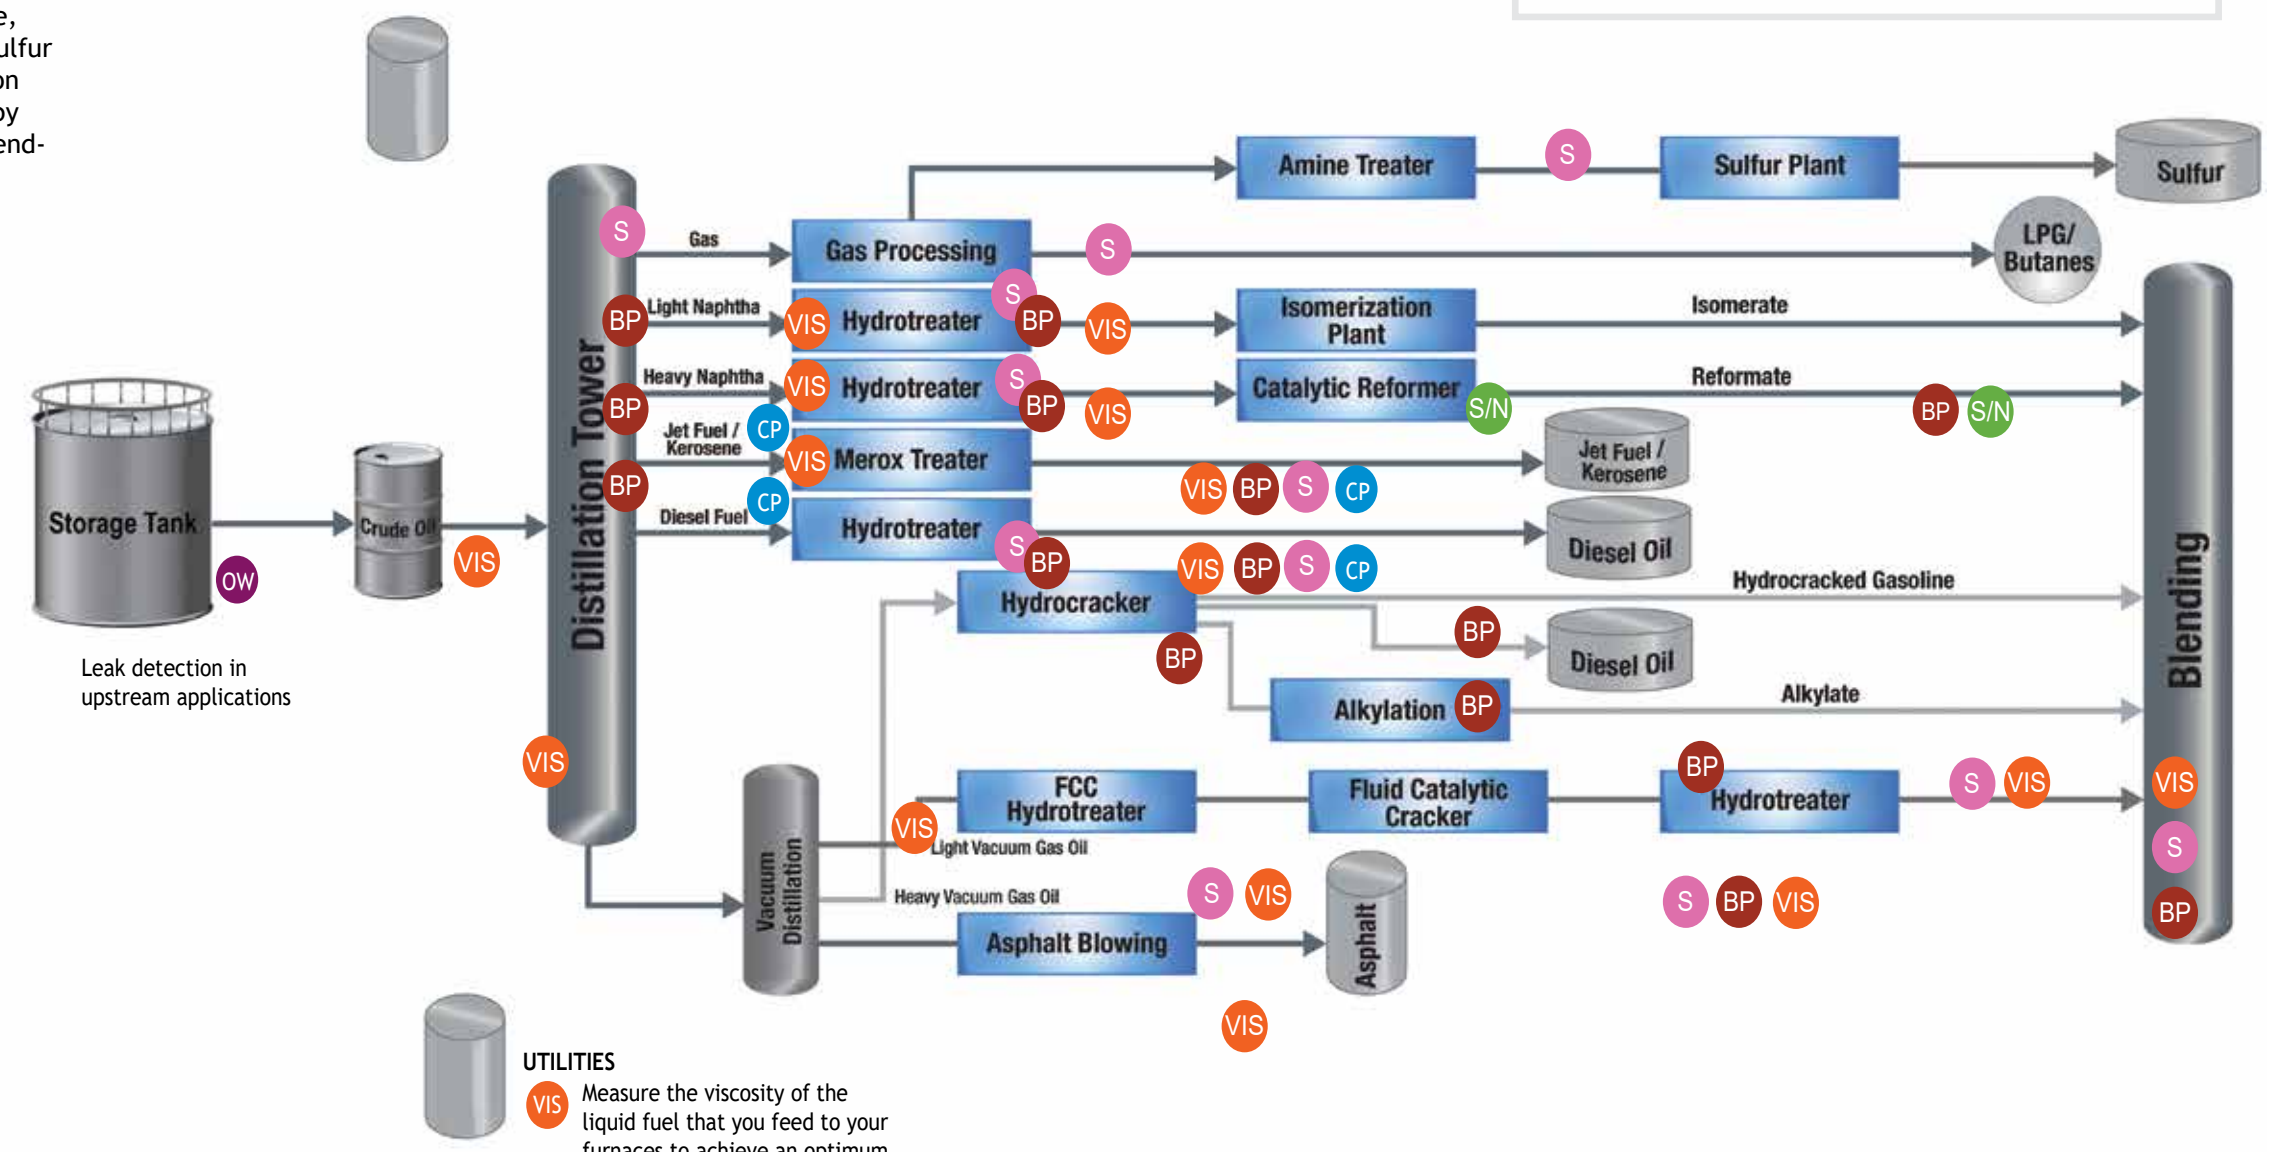 e,
ulfur
on
by
end-
Amine Treater
S
Sulfur Plant
Sulfur
S
Gas
Gas Processing
S
LPG/
Butanes
BP
Light Naphtha
VIS
Hydrotreater
S
BP
VIS
Isomerization
Plant
Isomerate
BP
Heavy Naphtha
VIS
Hydrotreater
S
BP
VIS
Catalytic Reformer
S/N
Reformate
BP
S/N
BP
Jet Fuel /
Kerosene
CP
VIS
Merox Treater
VIS
BP
S
CP
Jet Fuel /
Kerosene
Diesel Fuel
CP
Hydrotreater
S
BP
VIS
BP
S
CP
Diesel Oil
Storage Tank
OW
Crude Oil
VIS
Distillation Tower
VIS
Leak detection in
upstream applications
Hydrocracker
BP
Hydrocracked Gasoline
BP
Diesel Oil
Alkylation
BP
Alkylate
Blending
VIS
S
BP
Vacuum
Distillation
VIS
Light Vacuum Gas Oil
FCC
Hydrotreater
Fluid Catalytic
Cracker
BP
Hydrotreater
S
VIS
Heavy Vacuum Gas Oil
S
VIS
S
BP
VIS
Asphalt Blowing
Asphalt
VIS
UTILITIES
VIS
Measure the viscosity of the
liquid fuel that you feed to your
furnaces to achieve an optimum